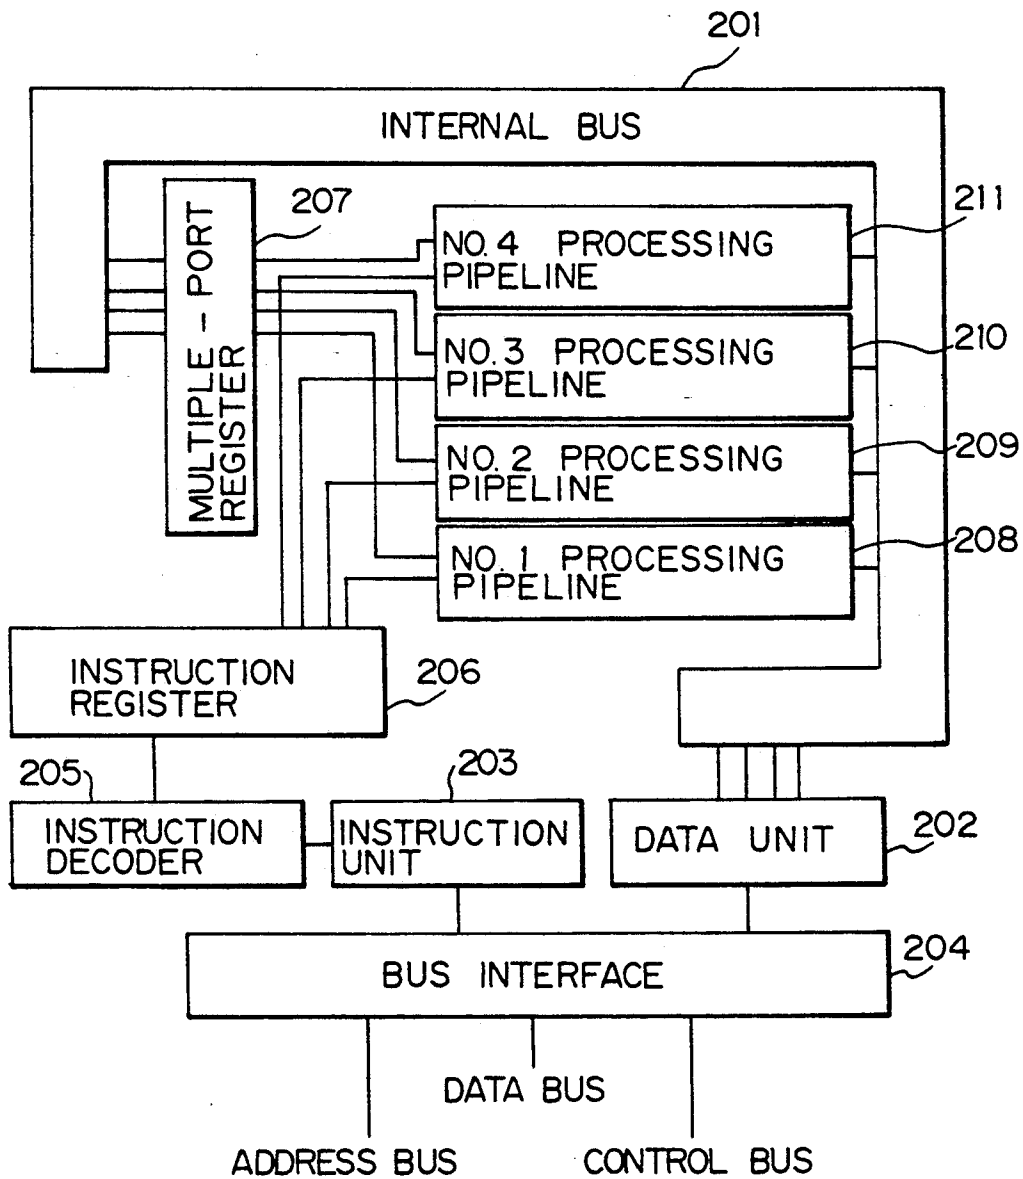 201
INTERNAL BUS
207
MULTIPLE - PORT
REGISTER
211
NO. 4 PROCESSING
PIPELINE
210
NO. 3 PROCESSING
PIPELINE
209
NO. 2 PROCESSING
PIPELINE
208
NO. 1 PROCESSING
PIPELINE
INSTRUCTION
REGISTER
206
205
INSTRUCTION
DECODER
203
INSTRUCTION
UNIT
DATA UNIT
202
BUS INTERFACE
204
DATA BUS
ADDRESS BUS
CONTROL BUS